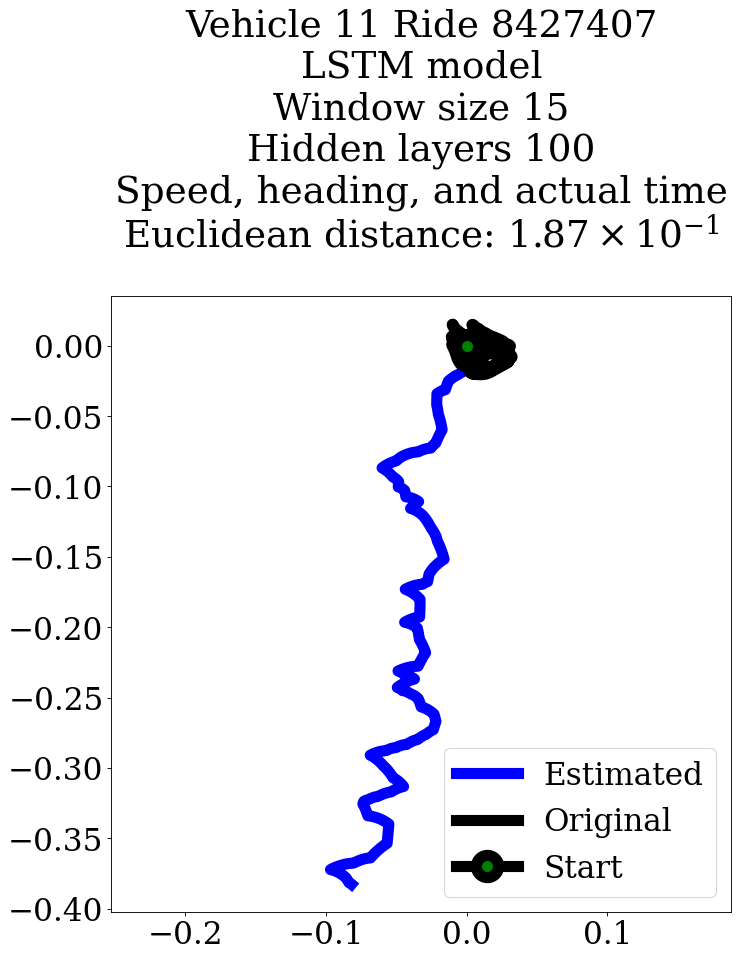 Vehicle 11 Ride 8427407
LSTM model
Window size 15
Hidden layers 100
Speed, heading, and actual time
Euclidean distance: 1.87 × 10⁻¹
0.00
−0.05
−0.10
−0.15
−0.20
−0.25
−0.30
−0.35
−0.40
Estimated
Original
Start
−0.2 −0.1 0.0 0.1